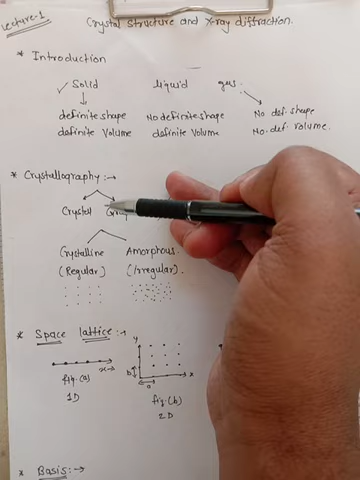 Lecture-1
Crystal Structure and X-ray diffraction.
* Introduction
✓ Solid liquid gas.
definite shape No definite shape No def. shape
definite Volume definite Volume No. def. volume.
* Crystallography :→
Crystal
Crystalline Amorphous.
(Regular) (Irregular).
* Space lattice :→
y
b
x→ x
a
fig.(a) fig.(b)
1D 2D
* Basis :→